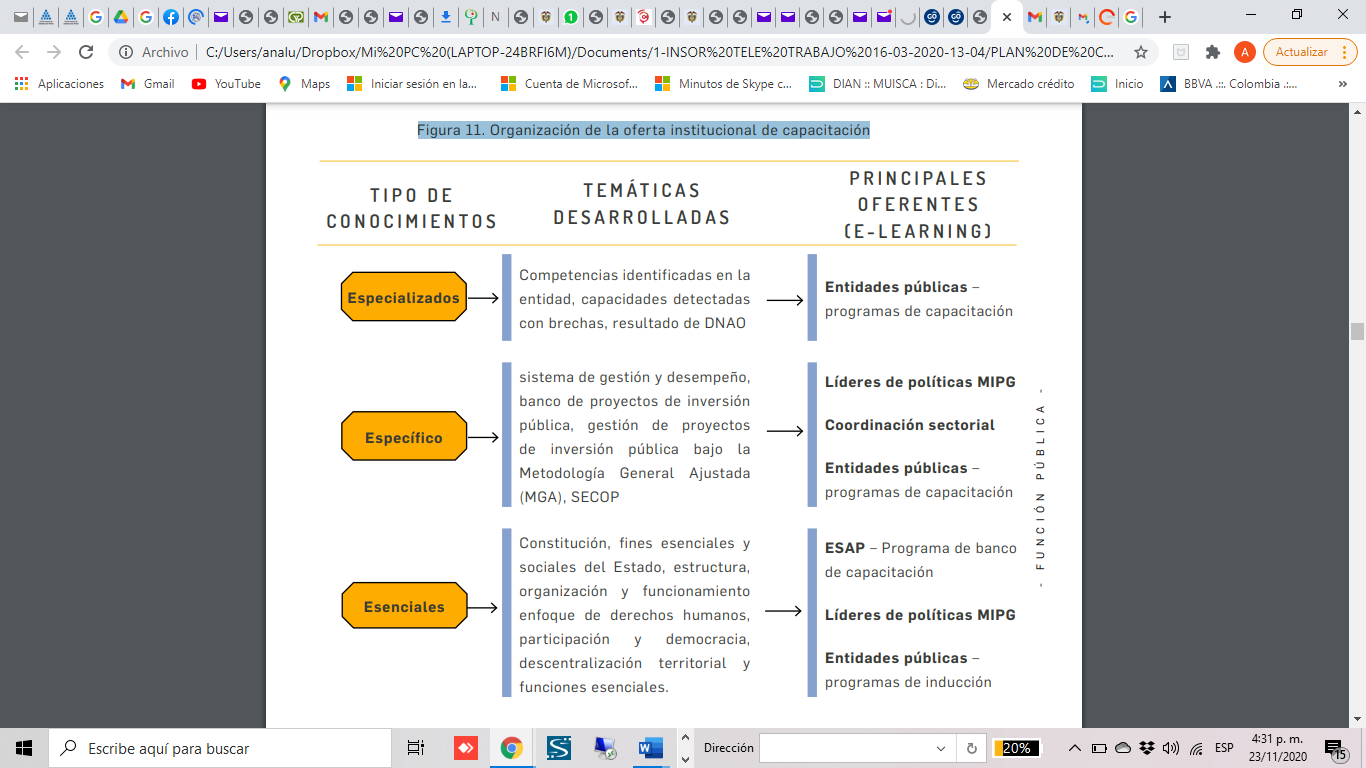 Archivo
C:/Users/analu/Dropbox/Mi%20PC%20(LAPTOP-24BRFI6M)/Documents/1-INSOR%20TELE%20TRABAJO%2016-03-2020-13-04/PLAN%20DE%20C...
A
Actualizar
Aplicaciones
Gmail
YouTube
Maps
Iniciar sesión en la...
Cuenta de Microsof...
Minutos de Skype c...
DIAN :: MUISCA : Di...
Mercado crédito
Inicio
BBVA .::. Colombia .:...
»
Figura 11. Organización de la oferta institucional de capacitación
TIPO DE
CONOCIMIENTOS
TEMÁTICAS
DESARROLLADAS
PRINCIPALES
OFERENTES
(E-LEARNING)
Especializados
Competencias identificadas en la
entidad, capacidades detectadas
con brechas, resultado de DNAO
Entidades públicas –
programas de capacitación
Específico
sistema de gestión y desempeño,
banco de proyectos de inversión
pública, gestión de proyectos
de inversión pública bajo la
Metodología General Ajustada
(MGA), SECOP
Líderes de políticas MIPG
Coordinación sectorial
Entidades públicas –
programas de capacitación
Esenciales
Constitución, fines esenciales y
sociales del Estado, estructura,
organización y funcionamiento
enfoque de derechos humanos,
participación y democracia,
descentralización territorial y
funciones esenciales.
ESAP – Programa de banco
de capacitación
Líderes de políticas MIPG
Entidades públicas –
programas de inducción
- FUNCIÓN PÚBLICA -
Escribe aquí para buscar
Dirección
20%
ESP
4:31 p. m.
23/11/2020
15